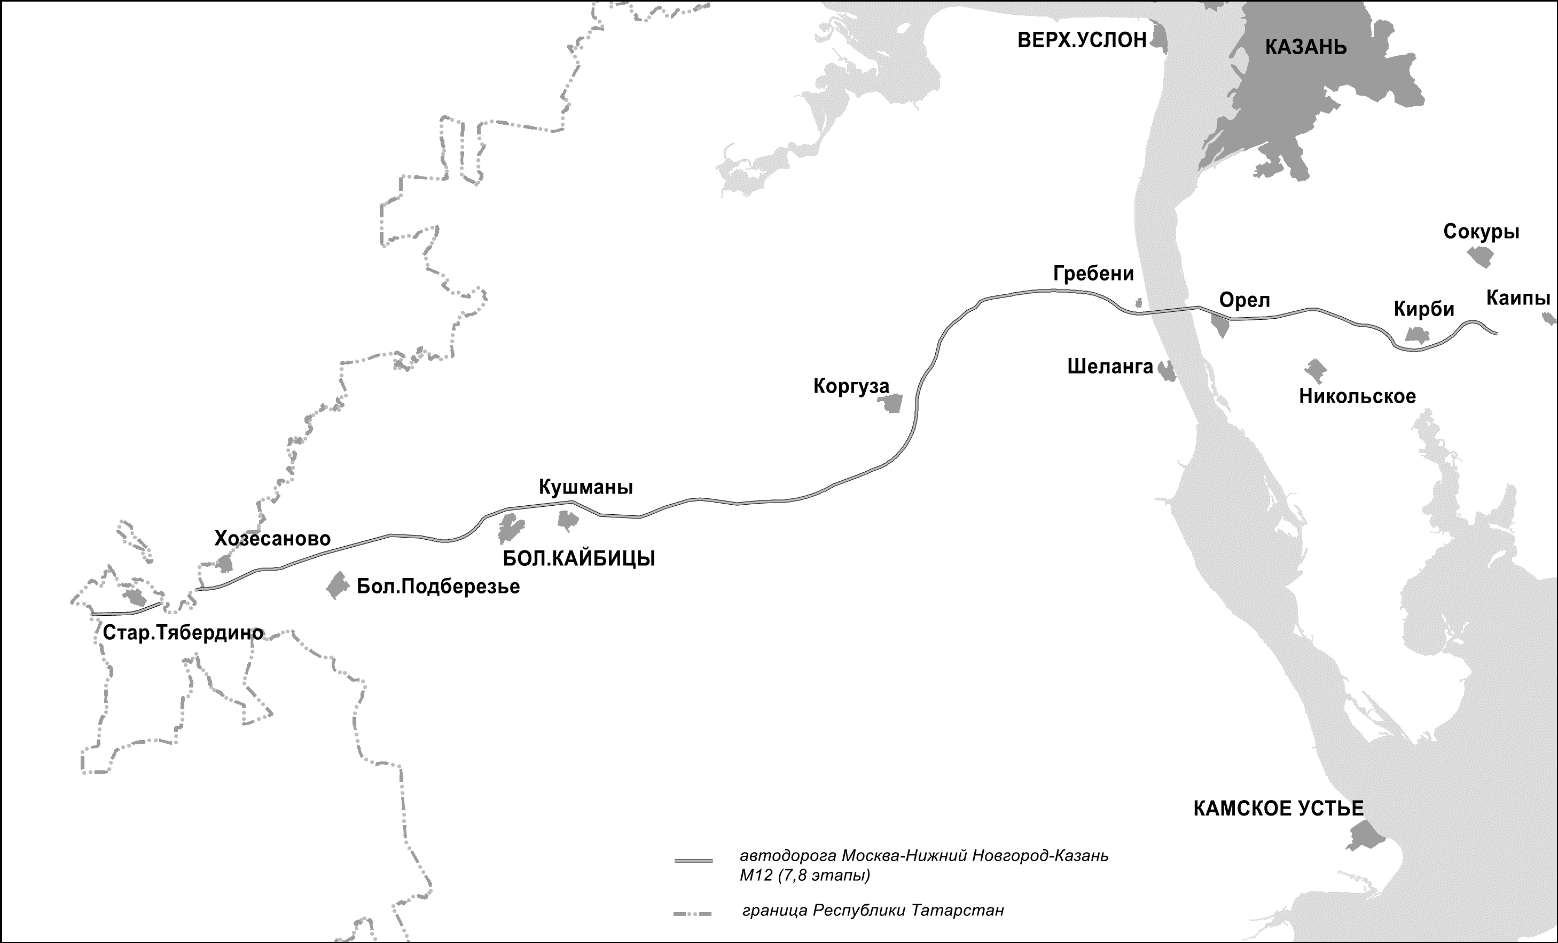 ВЕРХ.УСЛОН
КАЗАНЬ
Сокуры
Гребени
Орел
Каипы
Кирби
Шеланга
Коргуза
Никольское
Кушманы
Хозесаново
БОЛ.КАЙБИЦЫ
Бол.Подберезье
Стар.Тябердино
КАМСКОЕ УСТЬЕ
автодорога Москва-Нижний Новгород-Казань
М12 (7,8 этапы)
граница Республики Татарстан